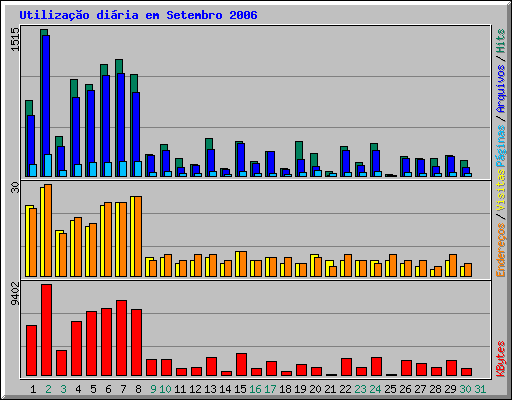 Utilização diária em Setembro 2006
1515
30
9402
KBytes
Endereços / Visitas
Páginas / Arquivos / Hits
1 2 3 4 5 6 7 8 9 10 11 12 13 14 15 16 17 18 19 20 21 22 23 24 25 26 27 28 29 30 31